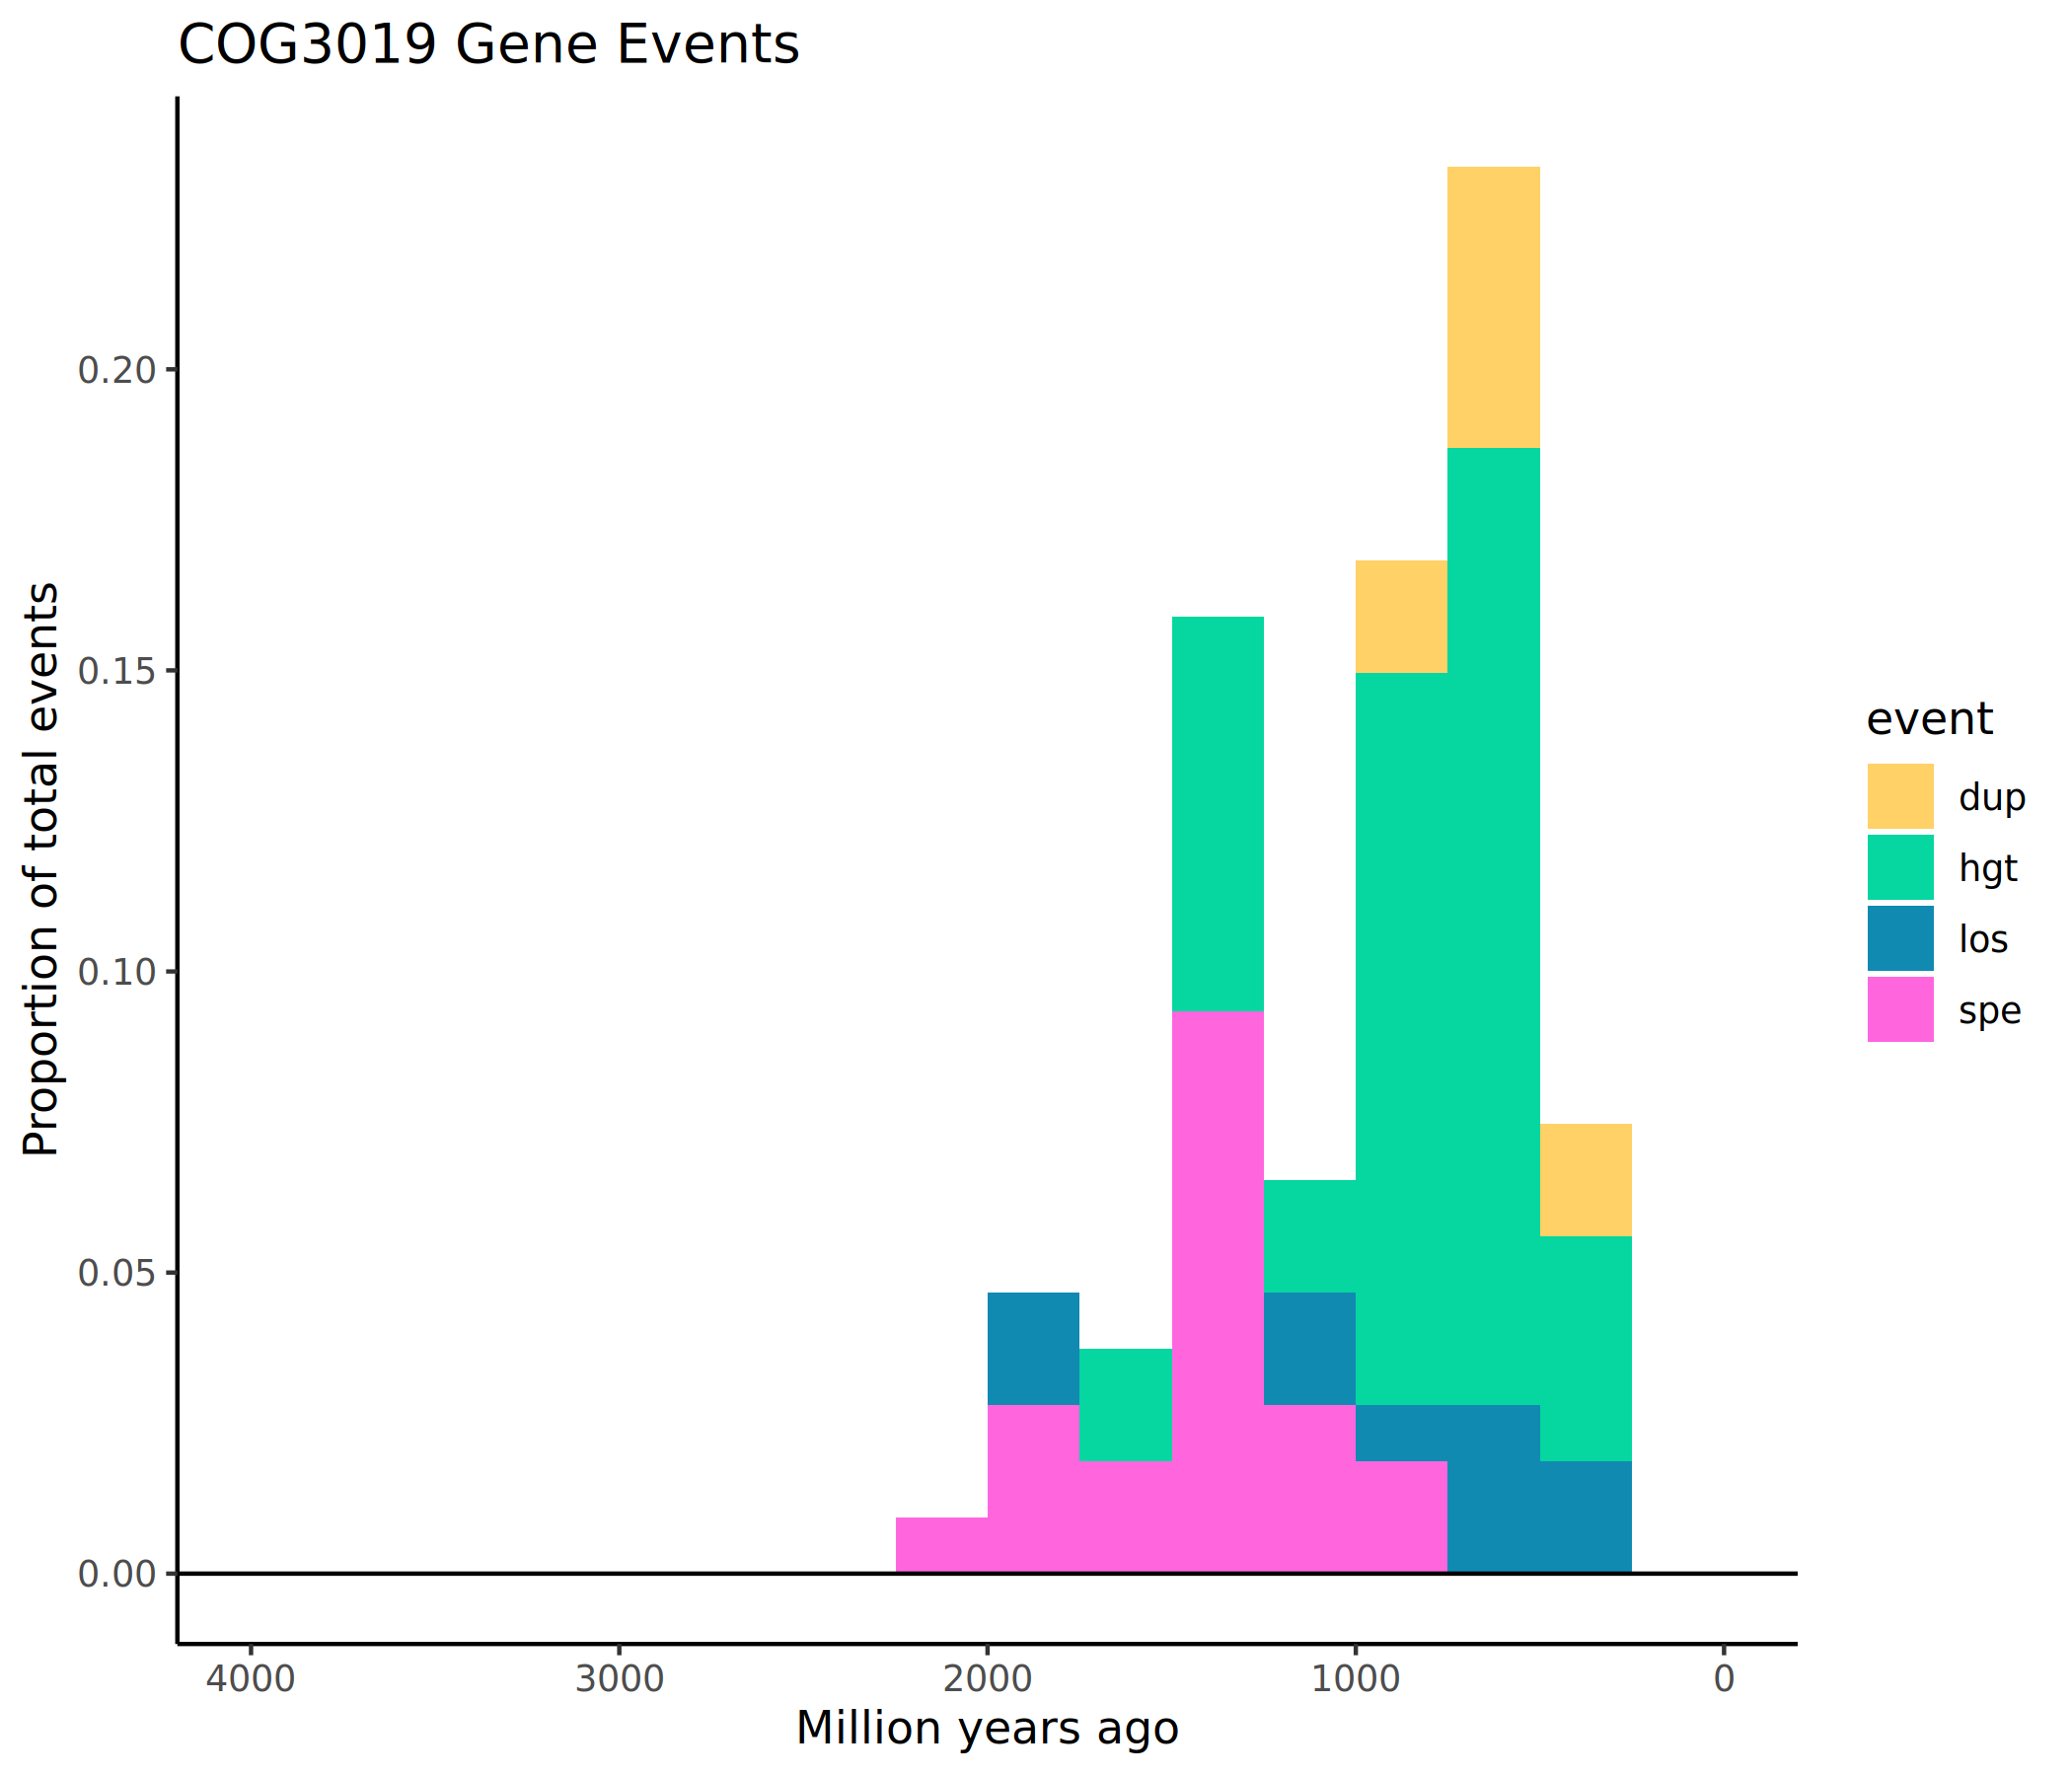 COG3019 Gene Events
Proportion of total events
0.20
0.15
0.10
0.05
0.00
4000 3000 2000 1000 0
Million years ago
event
dup
hgt
los
spe